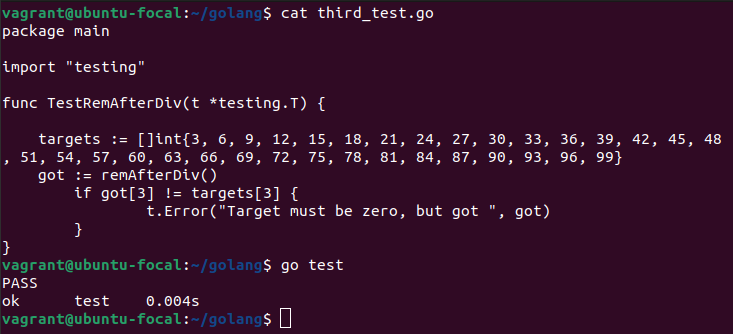 vagrant@ubuntu-focal:~/golang$ cat third_test.go
package main
import "testing"
func TestRemAfterDiv(t *testing.T) {
targets := []int{3, 6, 9, 12, 15, 18, 21, 24, 27, 30, 33, 36, 39, 42, 45, 48
, 51, 54, 57, 60, 63, 66, 69, 72, 75, 78, 81, 84, 87, 90, 93, 96, 99}
got := remAfterDiv()
if got[3] != targets[3] {
t.Error("Target must be zero, but got ", got)
}
}
vagrant@ubuntu-focal:~/golang$ go test
PASS
ok      test    0.004s
vagrant@ubuntu-focal:~/golang$